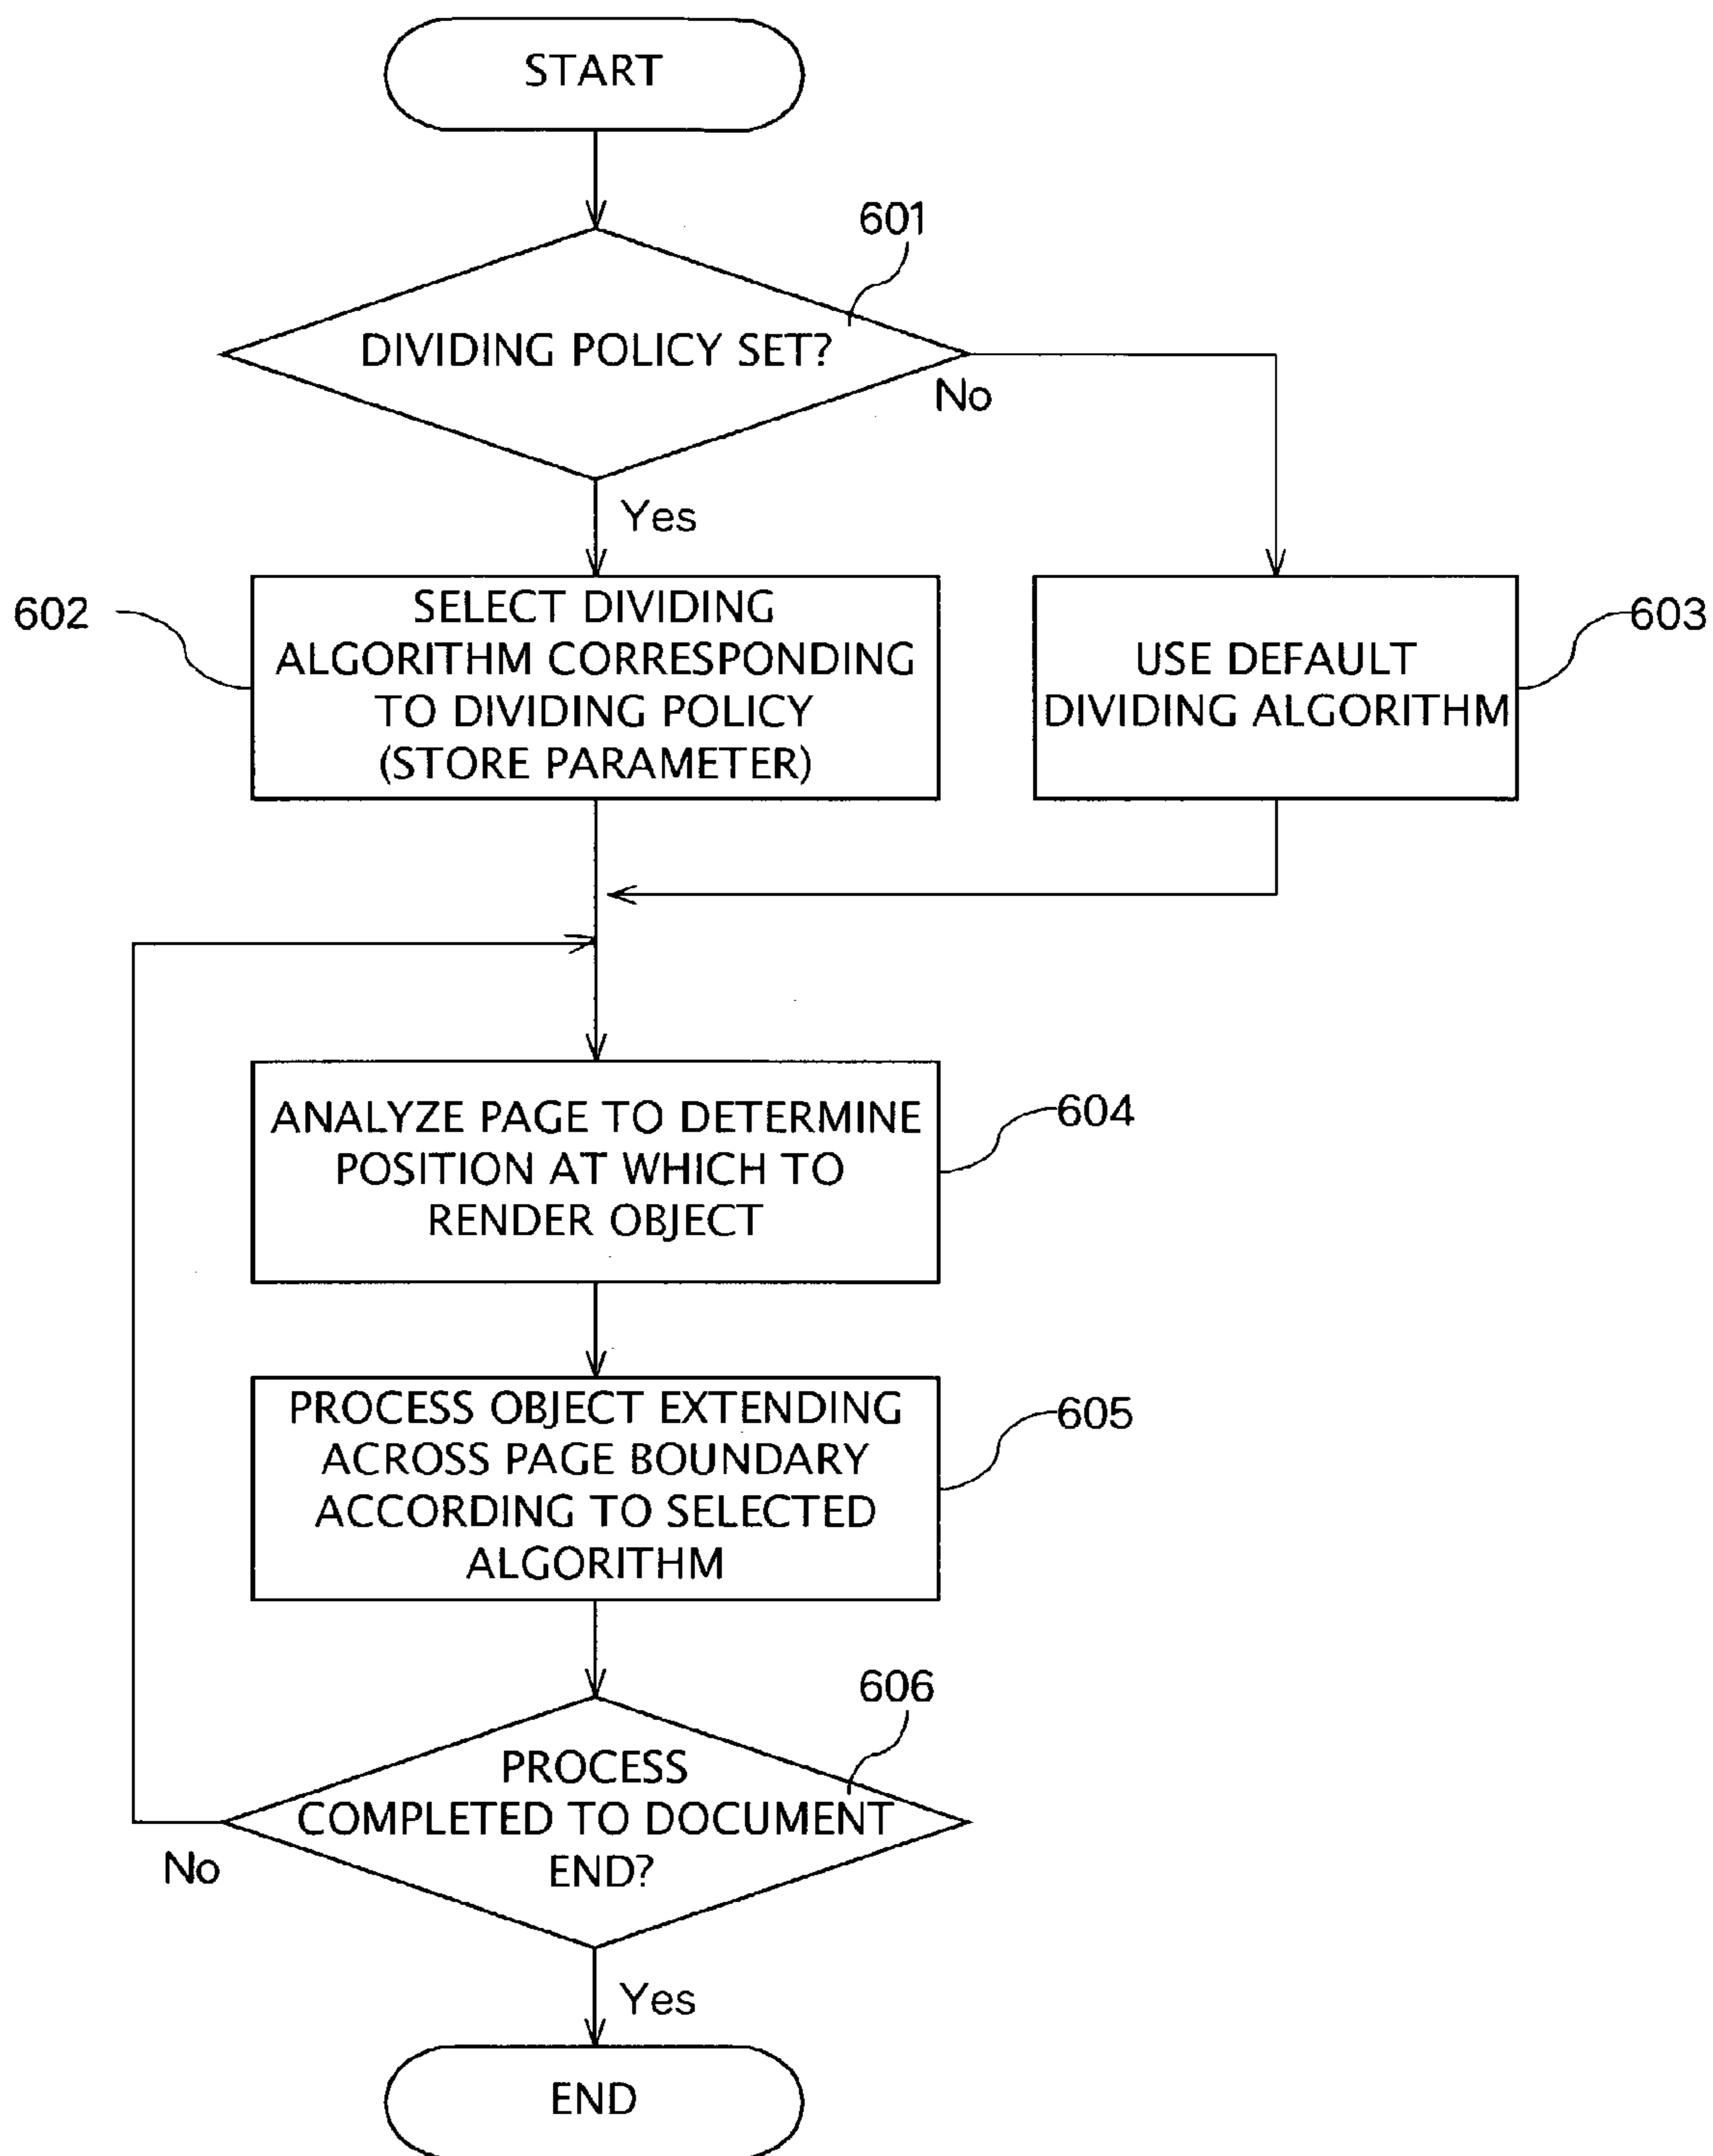 START
601
DIVIDING POLICY SET?
No
Yes
602
SELECT DIVIDING
ALGORITHM CORRESPONDING
TO DIVIDING POLICY
(STORE PARAMETER)
603
USE DEFAULT
DIVIDING ALGORITHM
604
ANALYZE PAGE TO DETERMINE
POSITION AT WHICH TO
RENDER OBJECT
605
PROCESS OBJECT EXTENDING
ACROSS PAGE BOUNDARY
ACCORDING TO SELECTED
ALGORITHM
606
PROCESS
COMPLETED TO DOCUMENT
END?
No
Yes
END